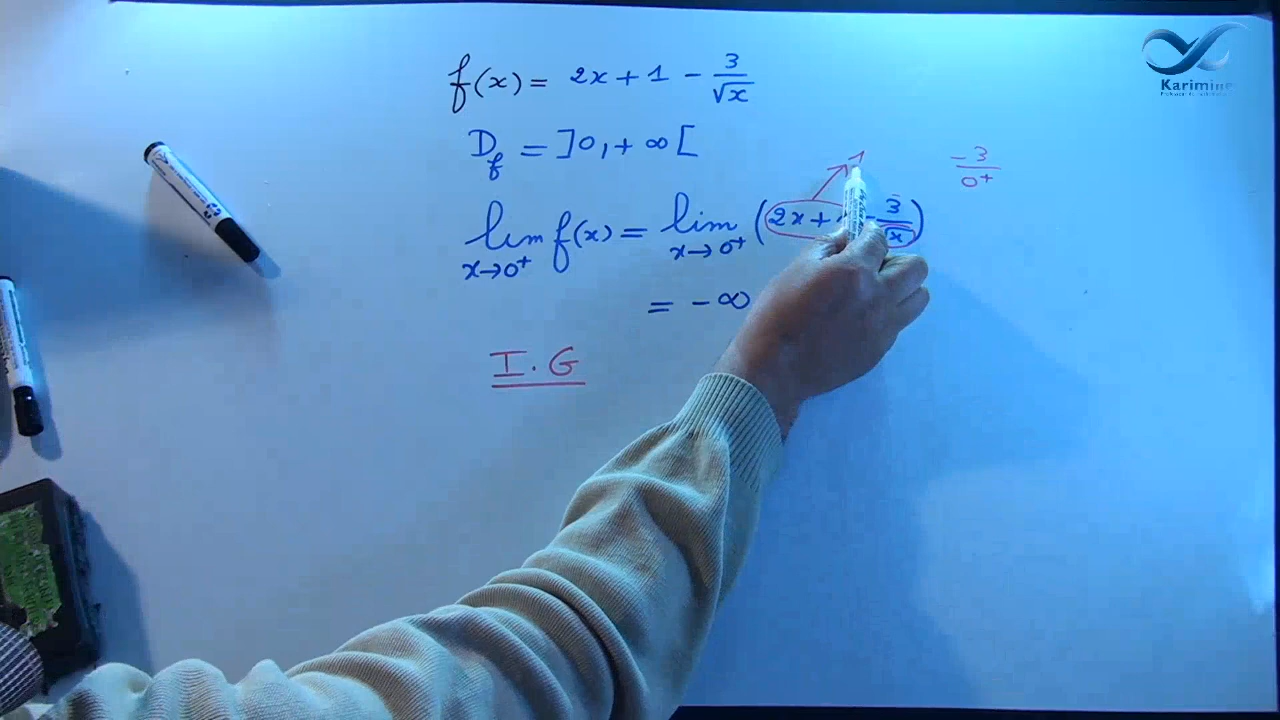 Karimine
f(x) = 2x + 1 - 3/√x
D_f = ]0, +∞[
1
-3/0⁺
lim_{x→0⁺} f(x) = lim_{x→0⁺} (2x + - 3/√x)
= -∞
I.G